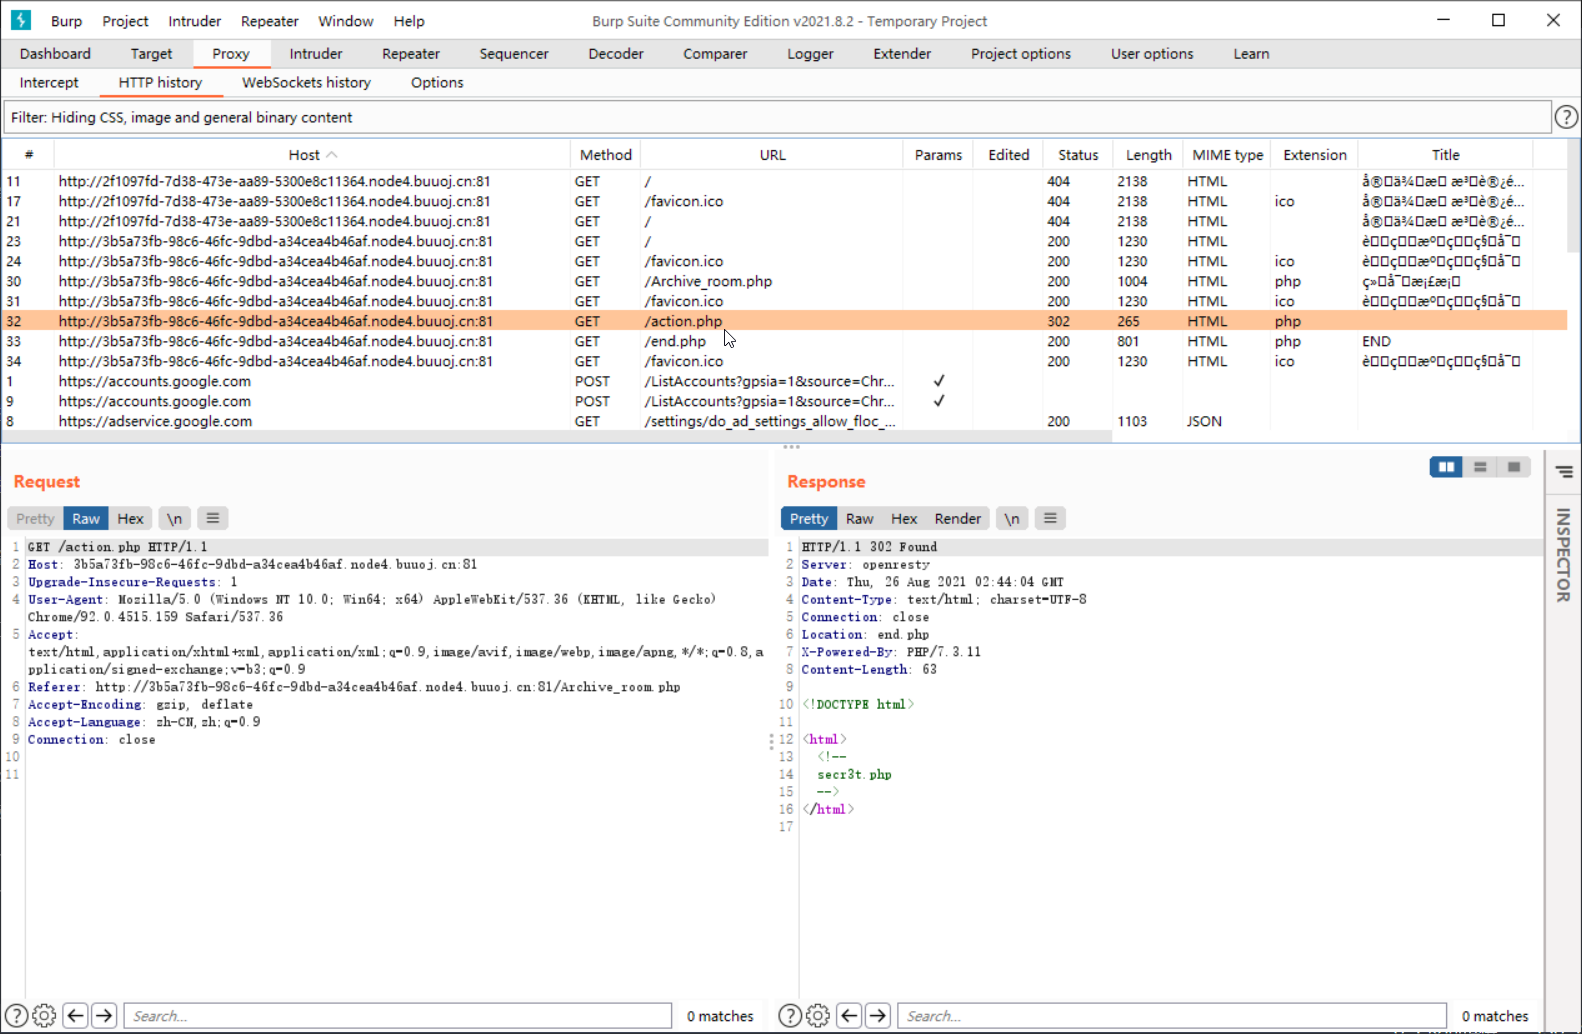 Burp Project Intruder Repeater Window Help Burp Suite Community Edition v2021.8.2 - Temporary Project
Dashboard Target Proxy Intruder Repeater Sequencer Decoder Comparer Logger Extender Project options User options Learn
Intercept HTTP history WebSockets history Options
Filter: Hiding CSS, image and general binary content
# Host Method URL Params Edited Status Length MIME type Extension Title
11 http://2f1097fd-7d38-473e-aa89-5300e8c11364.node4.buuoj.cn:81 GET / 404 2138 HTML
17 http://2f1097fd-7d38-473e-aa89-5300e8c11364.node4.buuoj.cn:81 GET /favicon.ico 404 2138 HTML ico
21 http://2f1097fd-7d38-473e-aa89-5300e8c11364.node4.buuoj.cn:81 GET / 404 2138 HTML
23 http://3b5a73fb-98c6-46fc-9dbd-a34cea4b46af.node4.buuoj.cn:81 GET / 200 1230 HTML
24 http://3b5a73fb-98c6-46fc-9dbd-a34cea4b46af.node4.buuoj.cn:81 GET /favicon.ico 200 1230 HTML ico
30 http://3b5a73fb-98c6-46fc-9dbd-a34cea4b46af.node4.buuoj.cn:81 GET /Archive_room.php 200 1004 HTML php
31 http://3b5a73fb-98c6-46fc-9dbd-a34cea4b46af.node4.buuoj.cn:81 GET /favicon.ico 200 1230 HTML ico
32 http://3b5a73fb-98c6-46fc-9dbd-a34cea4b46af.node4.buuoj.cn:81 GET /action.php 302 265 HTML php
33 http://3b5a73fb-98c6-46fc-9dbd-a34cea4b46af.node4.buuoj.cn:81 GET /end.php 200 801 HTML php END
34 http://3b5a73fb-98c6-46fc-9dbd-a34cea4b46af.node4.buuoj.cn:81 GET /favicon.ico 200 1230 HTML ico
1 https://accounts.google.com POST /ListAccounts?gpsia=1&source=Chr... ✓
9 https://accounts.google.com POST /ListAccounts?gpsia=1&source=Chr... ✓
8 https://adservice.google.com GET /settings/do_ad_settings_allow_floc_... 200 1103 JSON
Request
Pretty Raw Hex \n
1 GET /action.php HTTP/1.1
2 Host: 3b5a73fb-98c6-46fc-9dbd-a34cea4b46af.node4.buuoj.cn:81
3 Upgrade-Insecure-Requests: 1
4 User-Agent: Mozilla/5.0 (Windows NT 10.0; Win64; x64) AppleWebKit/537.36 (KHTML, like Gecko)
Chrome/92.0.4515.159 Safari/537.36
5 Accept:
text/html,application/xhtml+xml,application/xml;q=0.9,image/avif,image/webp,image/apng,*/*;q=0.8,a
pplication/signed-exchange;v=b3;q=0.9
6 Referer: http://3b5a73fb-98c6-46fc-9dbd-a34cea4b46af.node4.buuoj.cn:81/Archive_room.php
7 Accept-Encoding: gzip, deflate
8 Accept-Language: zh-CN,zh;q=0.9
9 Connection: close
10
11
Response
Pretty Raw Hex Render \n
1 HTTP/1.1 302 Found
2 Server: openresty
3 Date: Thu, 26 Aug 2021 02:44:04 GMT
4 Content-Type: text/html; charset=UTF-8
5 Connection: close
6 Location: end.php
7 X-Powered-By: PHP/7.3.11
8 Content-Length: 63
9
10 <!DOCTYPE html>
11
12 <html>
13 <!--
14 secr3t.php
15 -->
16 </html>
17
INSPECTOR
Search... 0 matches
Search... 0 matches